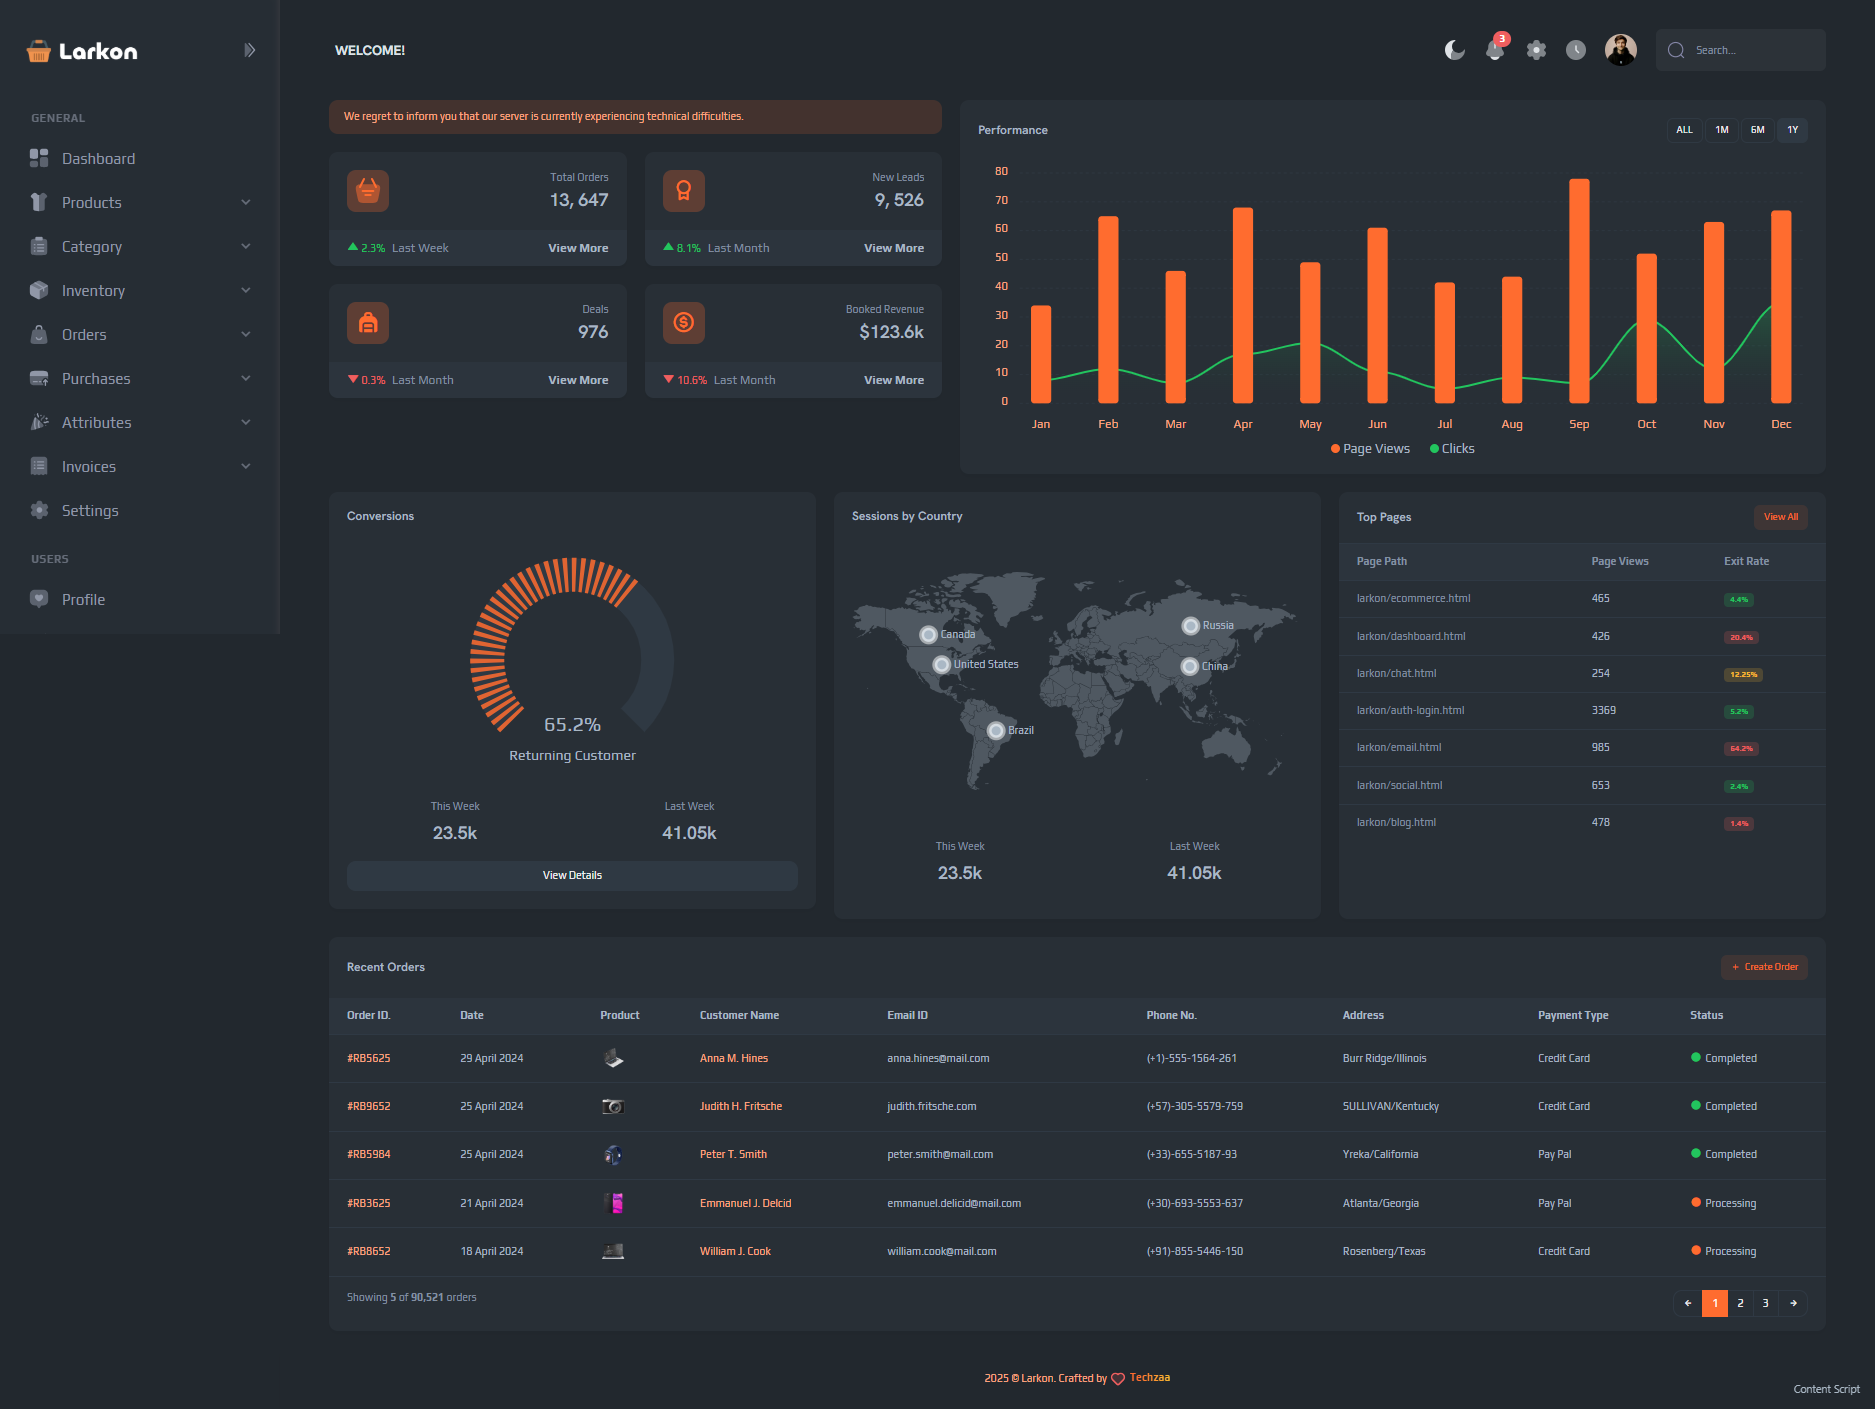 Larkon
WELCOME!
3
Search...
GENERAL
Dashboard
Products
Category
Inventory
Orders
Purchases
Attributes
Invoices
Settings
USERS
Profile
We regret to inform you that our server is currently experiencing technical difficulties.
Total Orders
13, 647
2.3% Last Week View More
New Leads
9, 526
8.1% Last Month View More
Deals
976
0.3% Last Month View More
Booked Revenue
$123.6k
10.6% Last Month View More
Performance
ALL 1M 6M 1Y
80
70
60
50
40
30
20
10
0
Jan Feb Mar Apr May Jun Jul Aug Sep Oct Nov Dec
Page Views Clicks
Conversions
65.2%
Returning Customer
This Week Last Week
23.5k 41.05k
View Details
Sessions by Country
Canada
Russia
United States
China
Brazil
This Week Last Week
23.5k 41.05k
Top Pages View All
Page Path Page Views Exit Rate
larkon/ecommerce.html 465 4.4%
larkon/dashboard.html 426 20.4%
larkon/chat.html 254 12.25%
larkon/auth-login.html 3369 5.2%
larkon/email.html 985 64.2%
larkon/social.html 653 2.4%
larkon/blog.html 478 1.4%
Recent Orders + Create Order
Order ID. Date Product Customer Name Email ID Phone No. Address Payment Type Status
#RB5625 29 April 2024 Anna M. Hines anna.hines@mail.com (+1)-555-1564-261 Burr Ridge/Illinois Credit Card Completed
#RB9652 25 April 2024 Judith H. Fritsche judith.fritsche.com (+57)-305-5579-759 SULLIVAN/Kentucky Credit Card Completed
#RB5984 25 April 2024 Peter T. Smith peter.smith@mail.com (+33)-655-5187-93 Yreka/California Pay Pal Completed
#RB3625 21 April 2024 Emmanuel J. Delcid emmanuel.delicid@mail.com (+30)-693-5553-637 Atlanta/Georgia Pay Pal Processing
#RB8652 18 April 2024 William J. Cook william.cook@mail.com (+91)-855-5446-150 Rosenberg/Texas Credit Card Processing
Showing 5 of 90,521 orders
1 2 3
2025 © Larkon. Crafted by Techzaa
Content Script